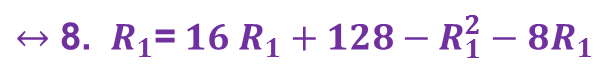 ↔ 8. R₁= 16 R₁ + 128 − R₁² − 8R₁